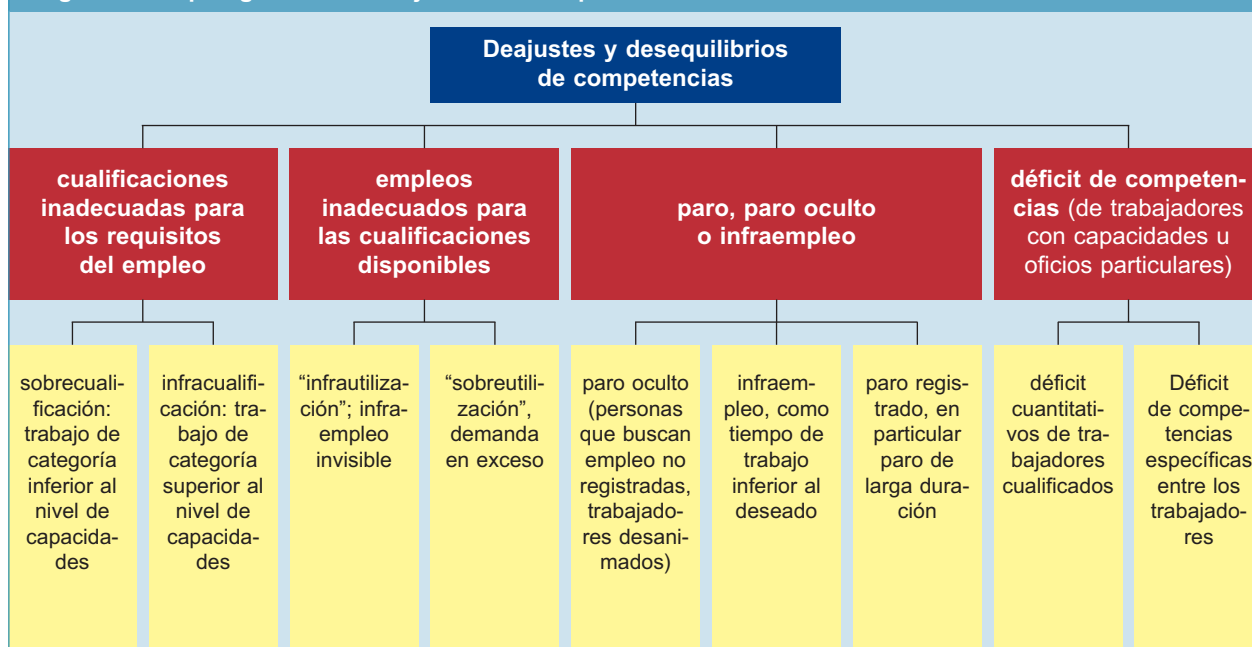 Deajustes y desequilibrios
de competencias
cualificaciones
inadecuadas para
los requisitos
del empleo
empleos
inadecuados para
las cualificaciones
disponibles
paro, paro oculto
o infraempleo
déficit de competen-
cias (de trabajadores
con capacidades u
oficios particulares)
sobrecuali-
ficación:
trabajo de
categoría
inferior al
nivel de
capacida-
des
infracualifi-
cación: tra-
bajo de
categoría
superior al
nivel de
capacida-
des
“infrautiliza-
ción”; infra-
empleo
invisible
“sobreutili-
zación”,
demanda
en exceso
paro oculto
(personas
que buscan
empleo no
registradas,
trabajado-
res desani-
mados)
infraem-
pleo, como
tiempo de
trabajo
inferior al
deseado
paro regis-
trado, en
particular
paro de
larga dura-
ción
déficit
cuantitati-
vos de tra-
bajadores
cualificados
Déficit
de compe-
tencias
específicas
entre los
trabajado-
res